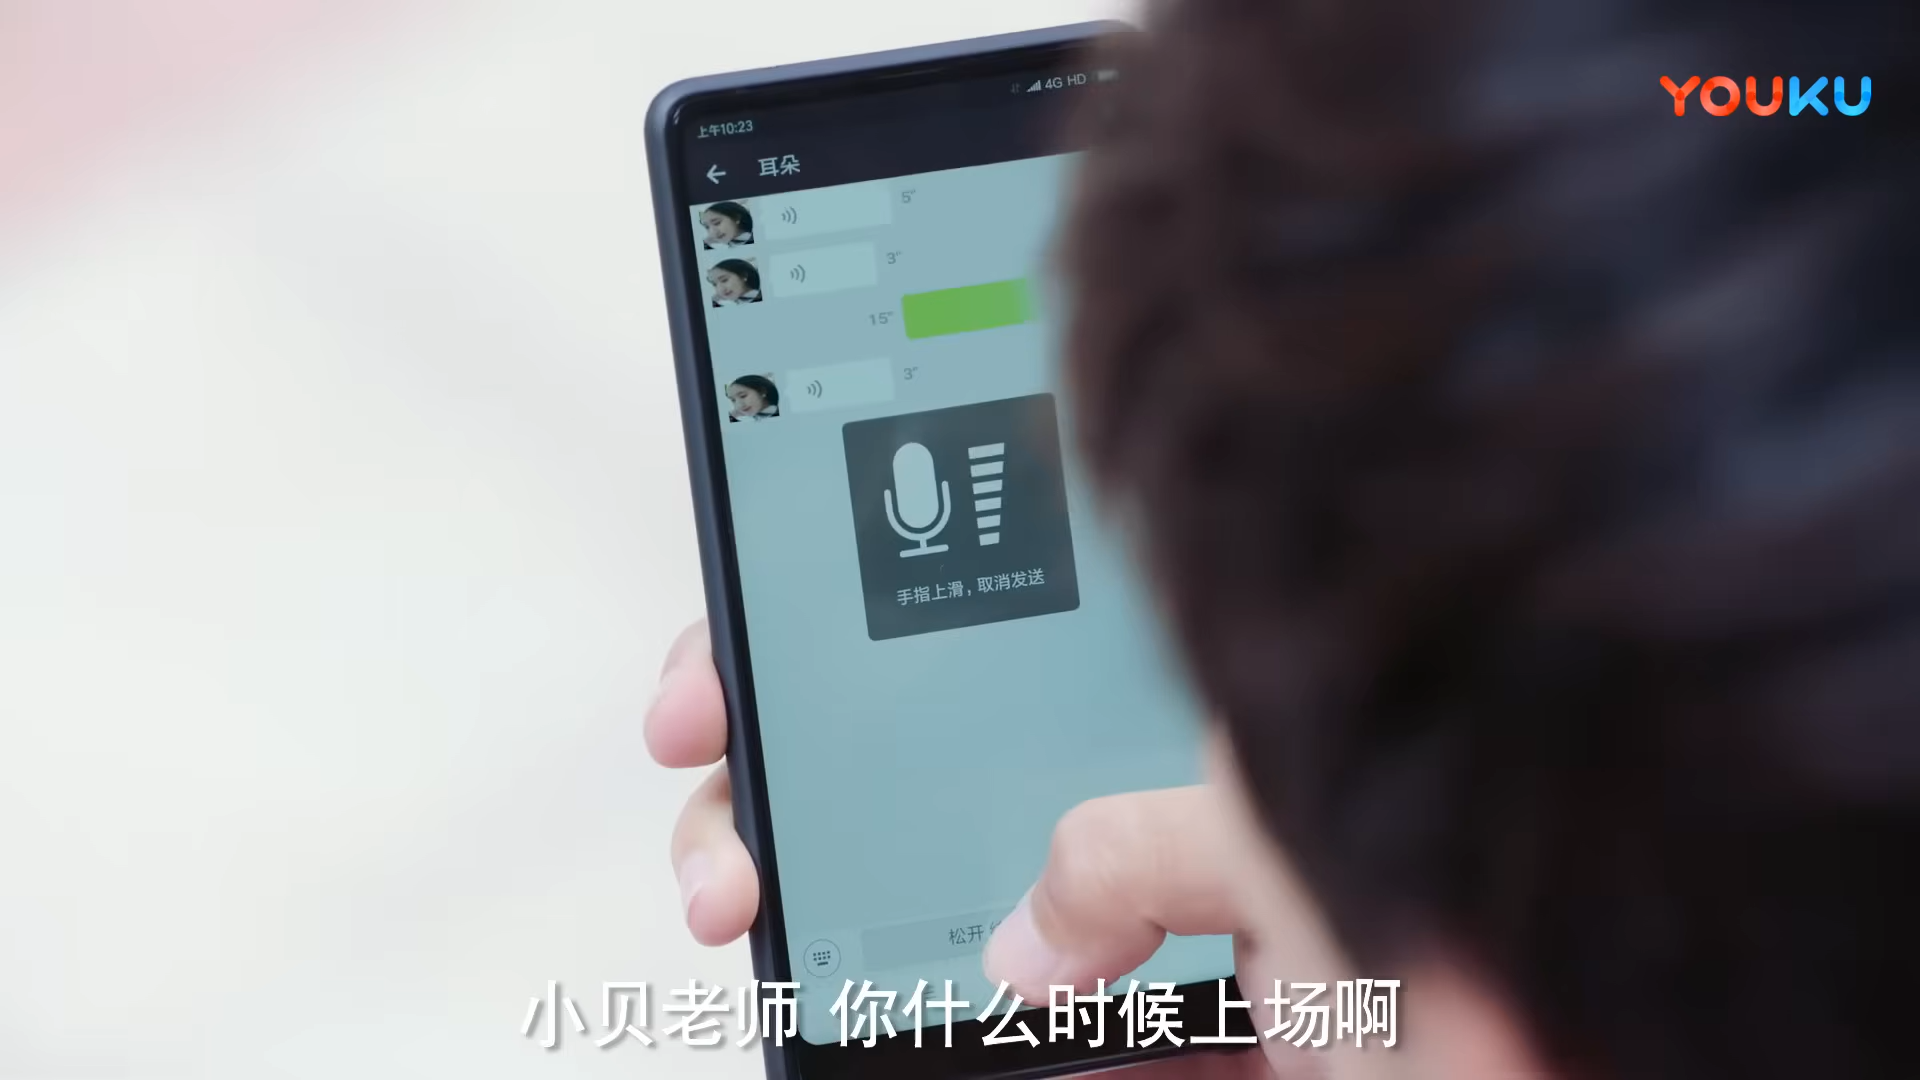 YOUKU
4G HD
上午10:23
耳朵
5"
3"
15"
3"
手指上滑，取消发送
松开
小贝老师 你什么时候上场啊